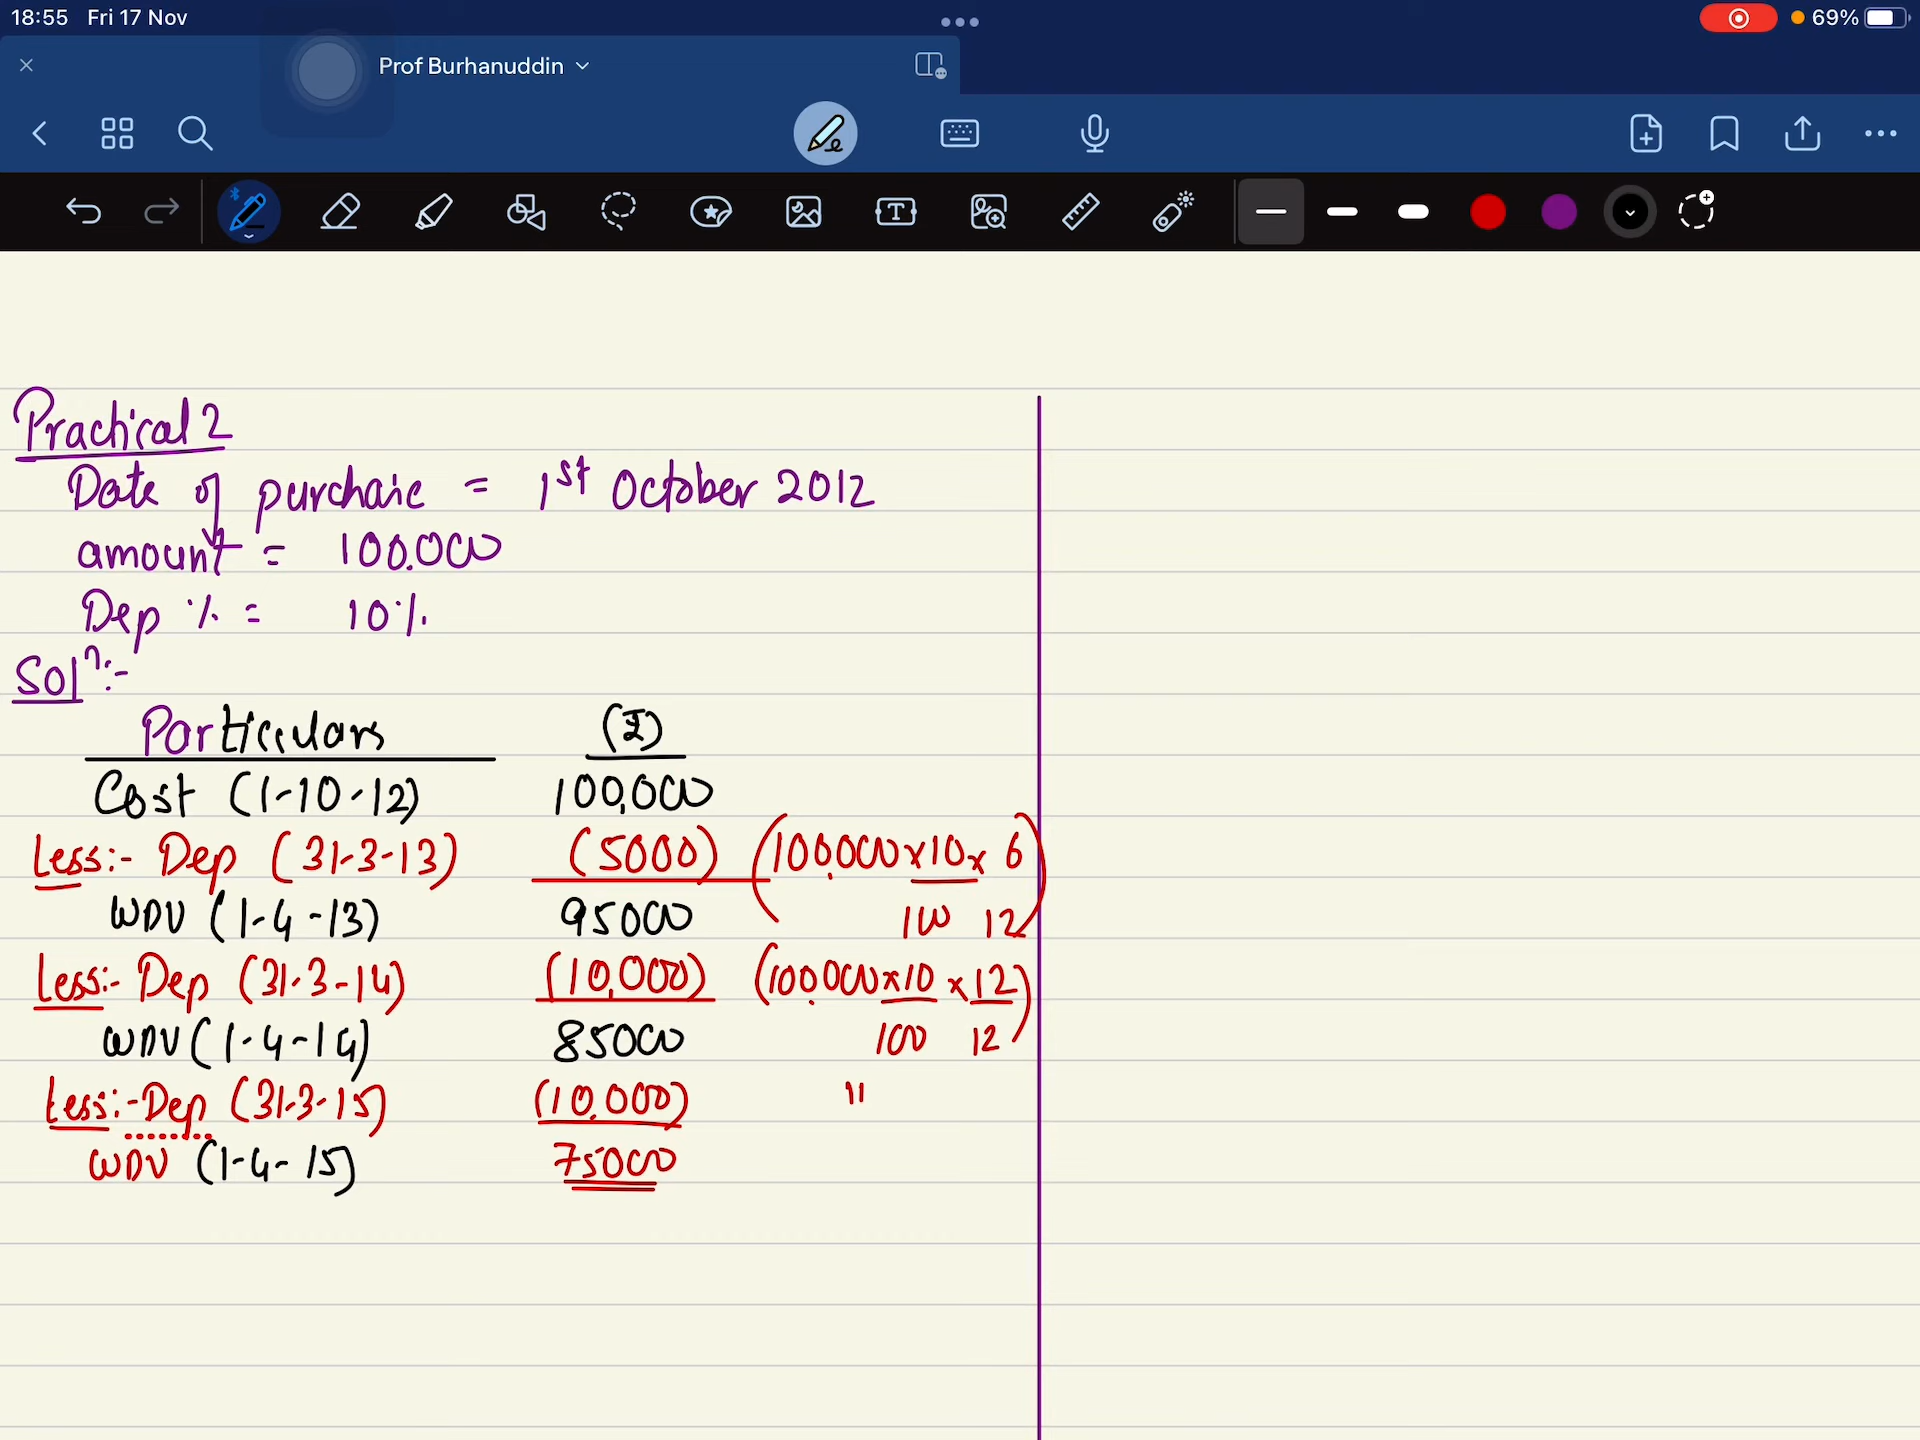 18:55 Fri 17 Nov
69%
Prof Burhanuddin
Practical 2
Date of purchase = 1st October 2012
amount = 100,000
Dep % = 10%
Soln:-
Particulars (₹)
Cost (1-10-12) 100,000
Less:- Dep (31-3-13) (5000) (100,000 x 10 x 6
WDV (1-4-13) 95000 100 12)
Less:- Dep (31-3-14) (10,000) (100,000 x 10 x 12
WDV (1-4-14) 85000 100 12)
Less:- Dep (31-3-15) (10,000) "
WDV (1-4-15) 75000